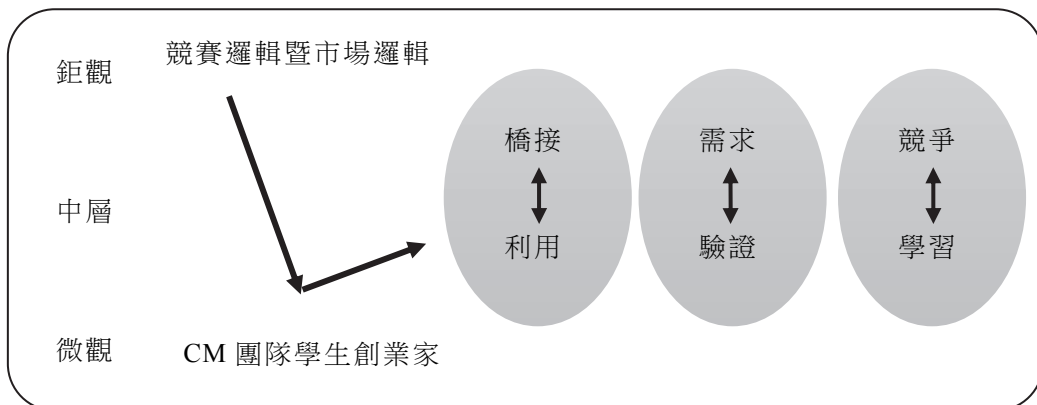 競賽邏輯暨市場邏輯
鉅觀
橋接
需求
競爭
中層
利用
驗證
學習
微觀
CM 團隊學生創業家